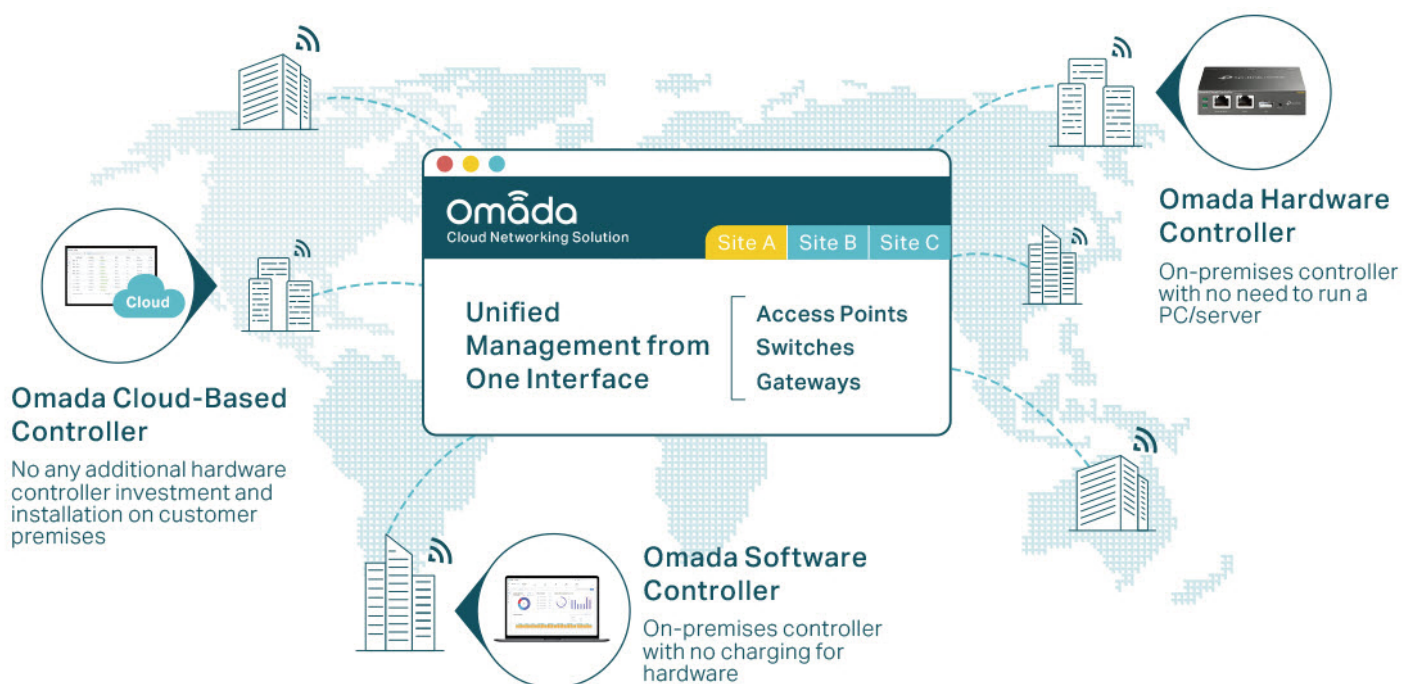 Omada
Cloud Networking Solution
Site A
Site B
Site C
Unified
Management from
One Interface
Access Points
Switches
Gateways
Cloud
Omada Cloud-Based
Controller
No any additional hardware
controller investment and
installation on customer
premises
Omada Hardware
Controller
On-premises controller
with no need to run a
PC/server
Omada Software
Controller
On-premises controller
with no charging for
hardware